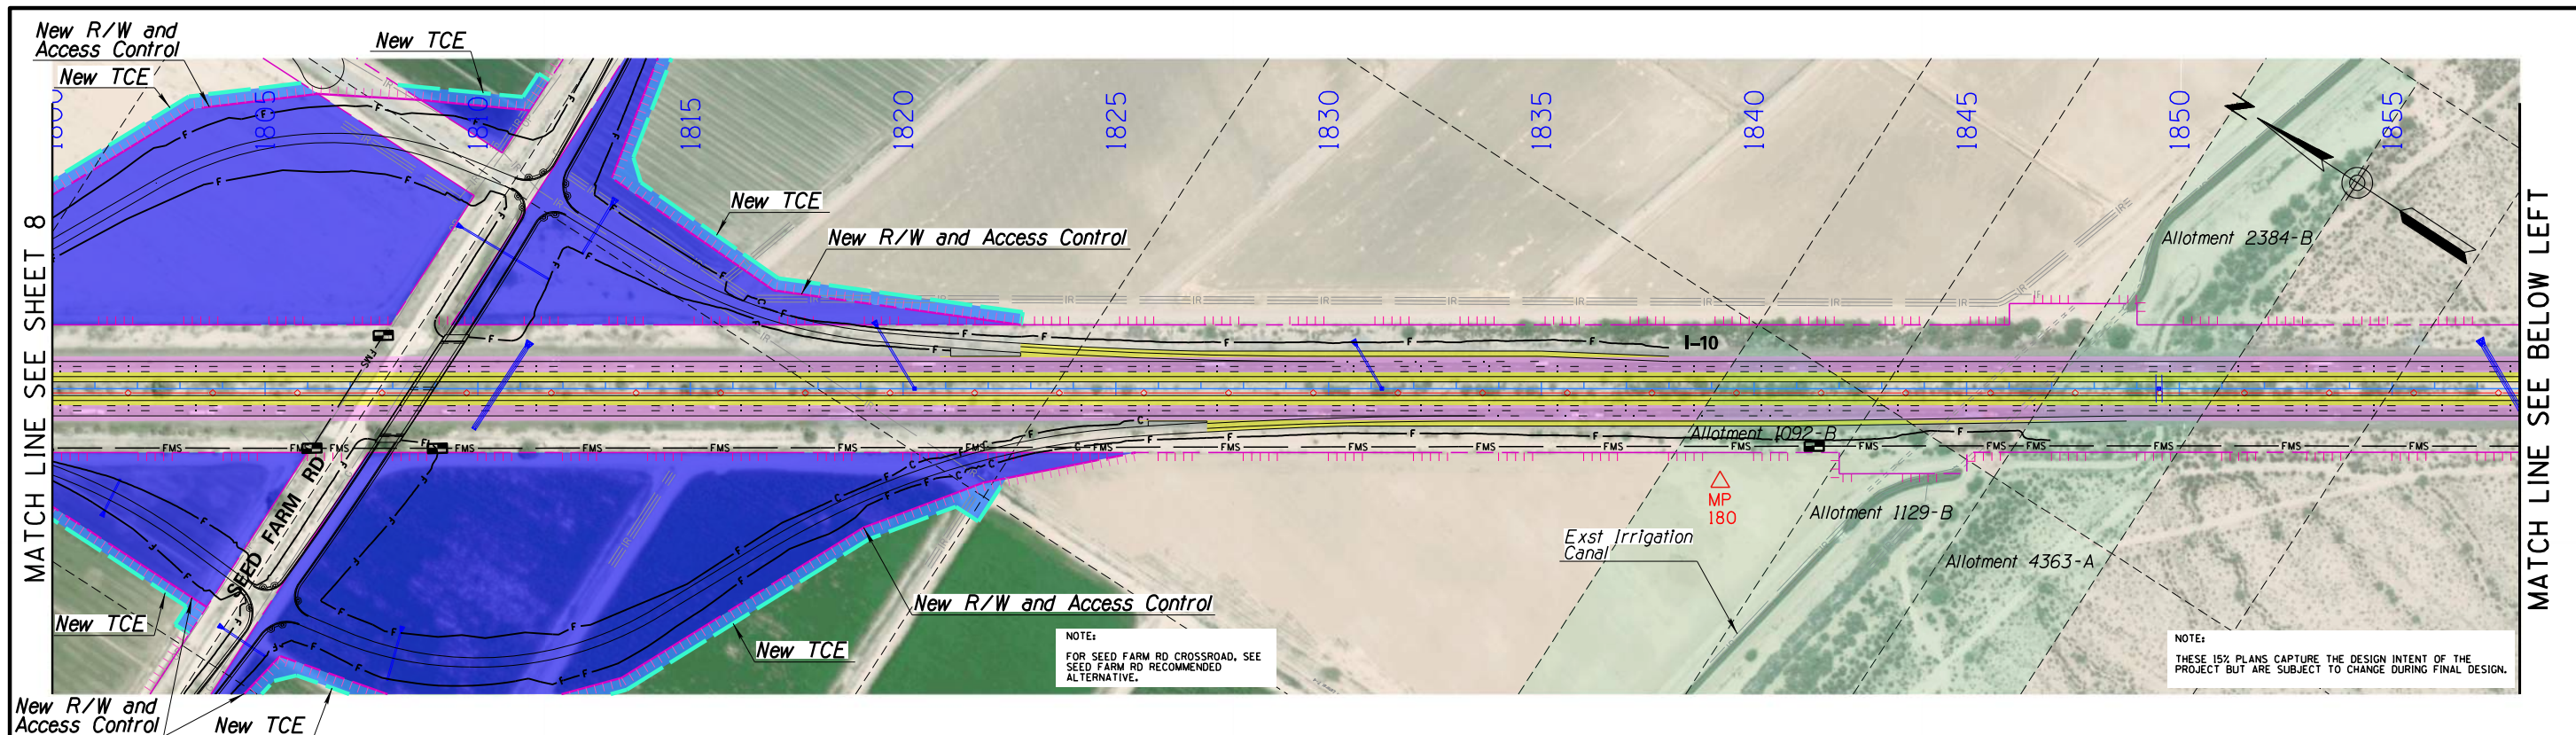 New R/W and
Access Control
New TCE
New TCE
1800
1805
1810
1815
1820
1825
1830
1835
1840
1845
1850
1855
N
New TCE
New R/W and Access Control
Allotment 2384-B
MATCH LINE SEE SHEET 8
MATCH LINE SEE BELOW LEFT
I-10
FMS
Allotment 1092-B
MP
180
Allotment 1129-B
Allotment 4363-A
Exst Irrigation
Canal
SEED FARM RD
New TCE
New R/W and Access Control
New TCE
NOTE:
FOR SEED FARM RD CROSSROAD, SEE
SEED FARM RD RECOMMENDED
ALTERNATIVE.
NOTE:
THESE 15% PLANS CAPTURE THE DESIGN INTENT OF THE
PROJECT BUT ARE SUBJECT TO CHANGE DURING FINAL DESIGN.
New R/W and
Access Control
New TCE